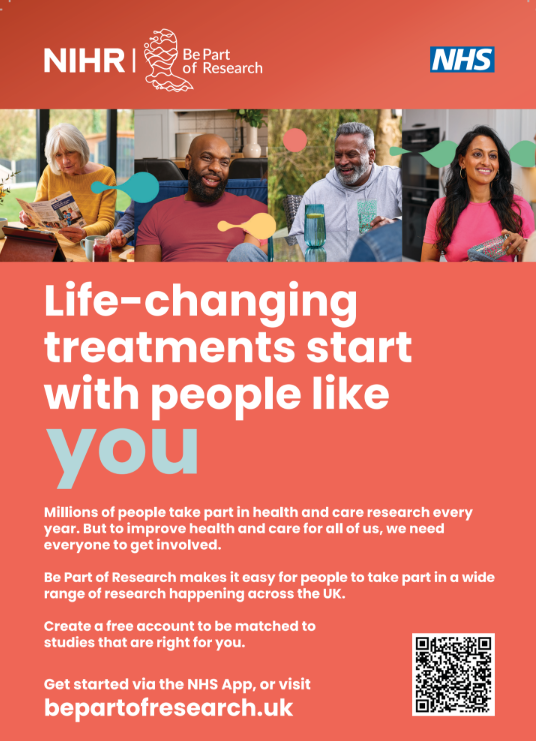 NIHR | Be Part
of Research
NHS
Life-changing
treatments start
with people like
you
Millions of people take part in health and care research every
year. But to improve health and care for all of us, we need
everyone to get involved.
Be Part of Research makes it easy for people to take part in a wide
range of research happening across the UK.
Create a free account to be matched to
studies that are right for you.
Get started via the NHS App, or visit
bepartofresearch.uk